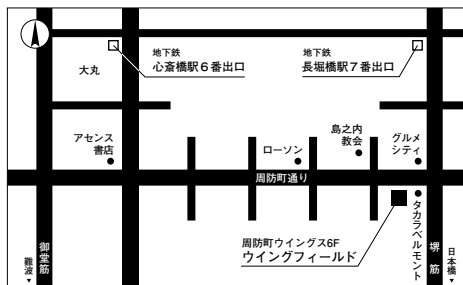 地下鉄
心斎橋駅６番出口
地下鉄
長堀橋駅７番出口
大丸
アセンス
書店
ローソン
島之内
教会
グルメ
シティ
周防町通り
タカラベルモント
周防町ウイングス6F
ウイングフィールド
御堂筋
難波
堺筋
日本橋